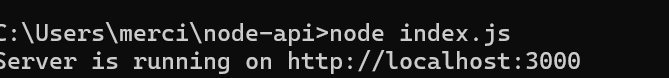 C:\Users\merci\node-api>node index.js
Server is running on http://localhost:3000